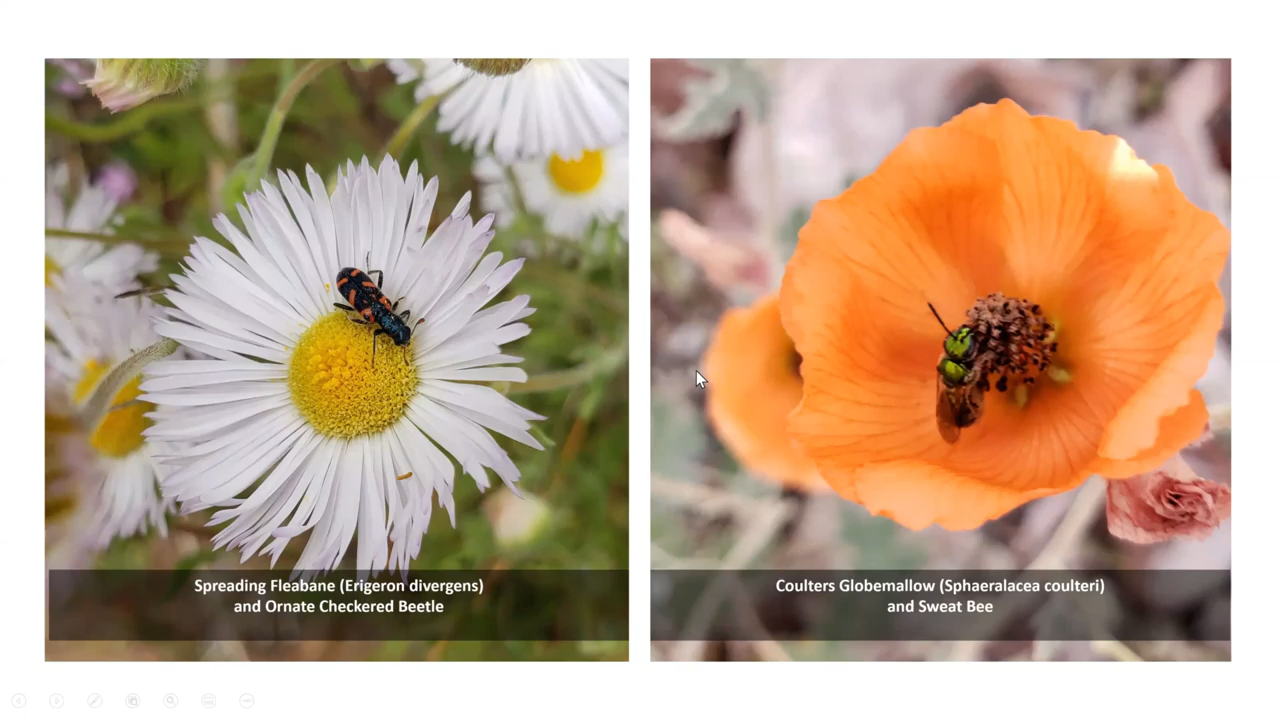 Spreading Fleabane (Erigeron divergens)
and Ornate Checkered Beetle
Coulters Globemallow (Sphaeralacea coulteri)
and Sweat Bee